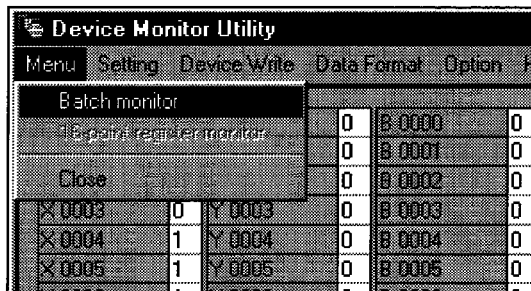 Device Monitor Utility
Menu Setting Device Write Data Format Option
Batch monitor
16-point register monitor
Close
0 B 0000 0
0 B 0001 0
0 B 0002 0
X 0003 0 Y 0003 0 B 0003 0
X 0004 1 Y 0004 0 B 0004 0
X 0005 1 Y 0005 0 B 0005 0